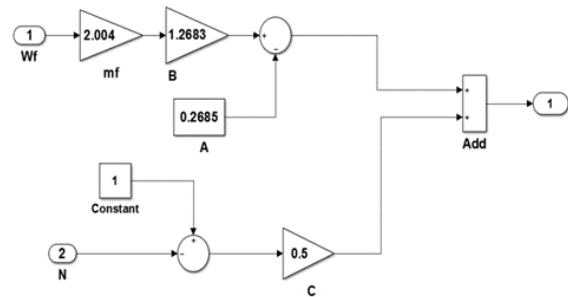 1
Wf
2.004
mf
1.2683
B
+
-
0.2685
A
+
+
Add
1
1
Constant
+
-
2
N
0.5
C